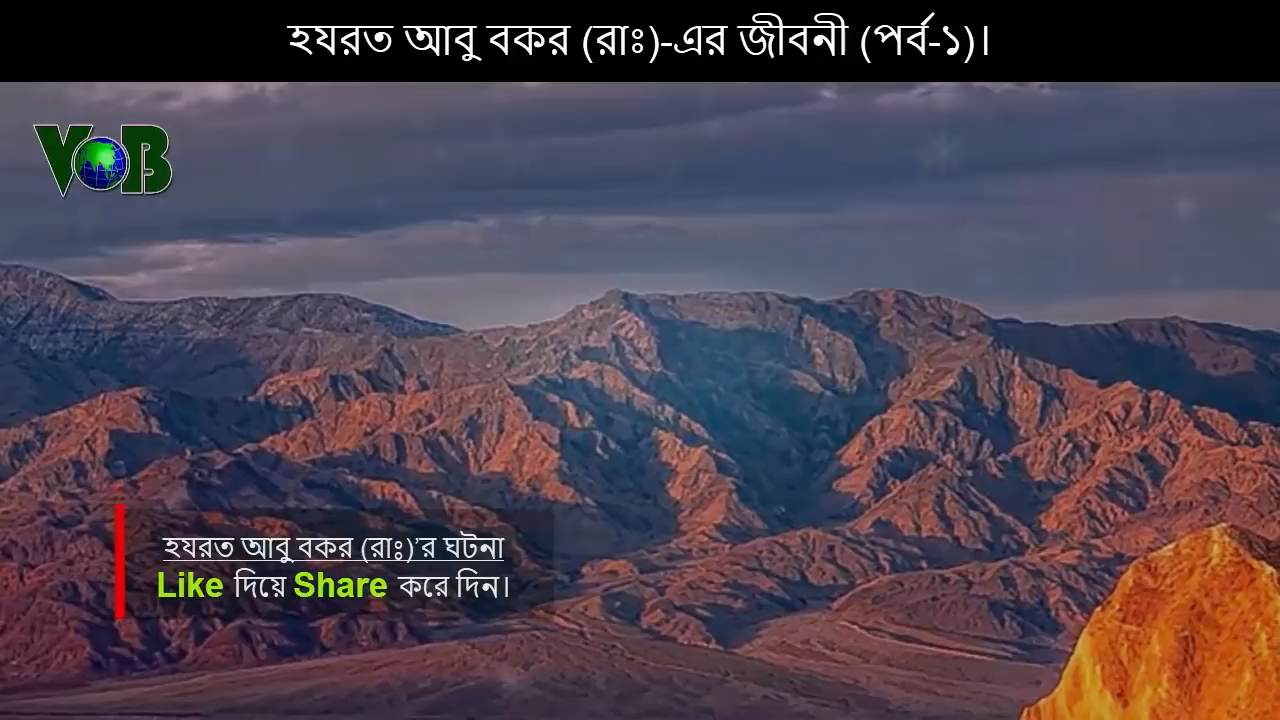 হযরত আবু বকর (রাঃ)-এর জীবনী (পর্ব-১)।
VOB
হযরত আবু বকর (রাঃ)’র ঘটনা
Like দিয়ে Share করে দিন।